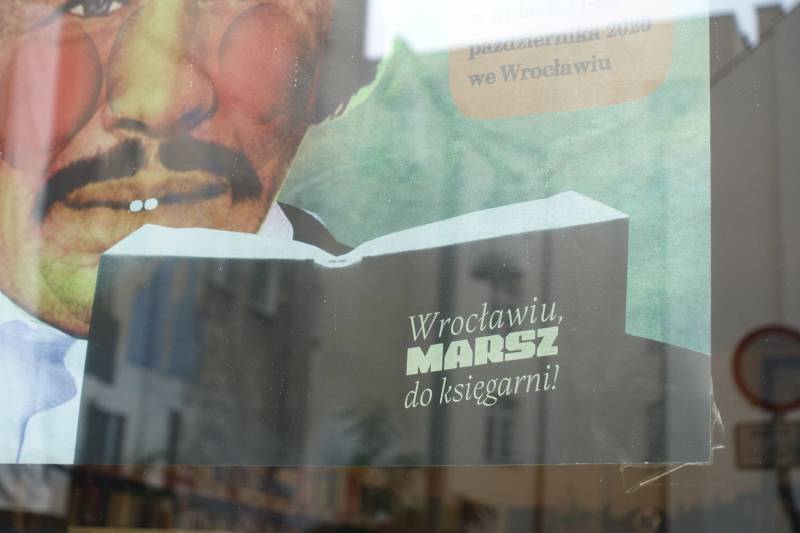 października 2020
we Wrocławiu
Wrocławiu,
MARSZ
do księgarni!